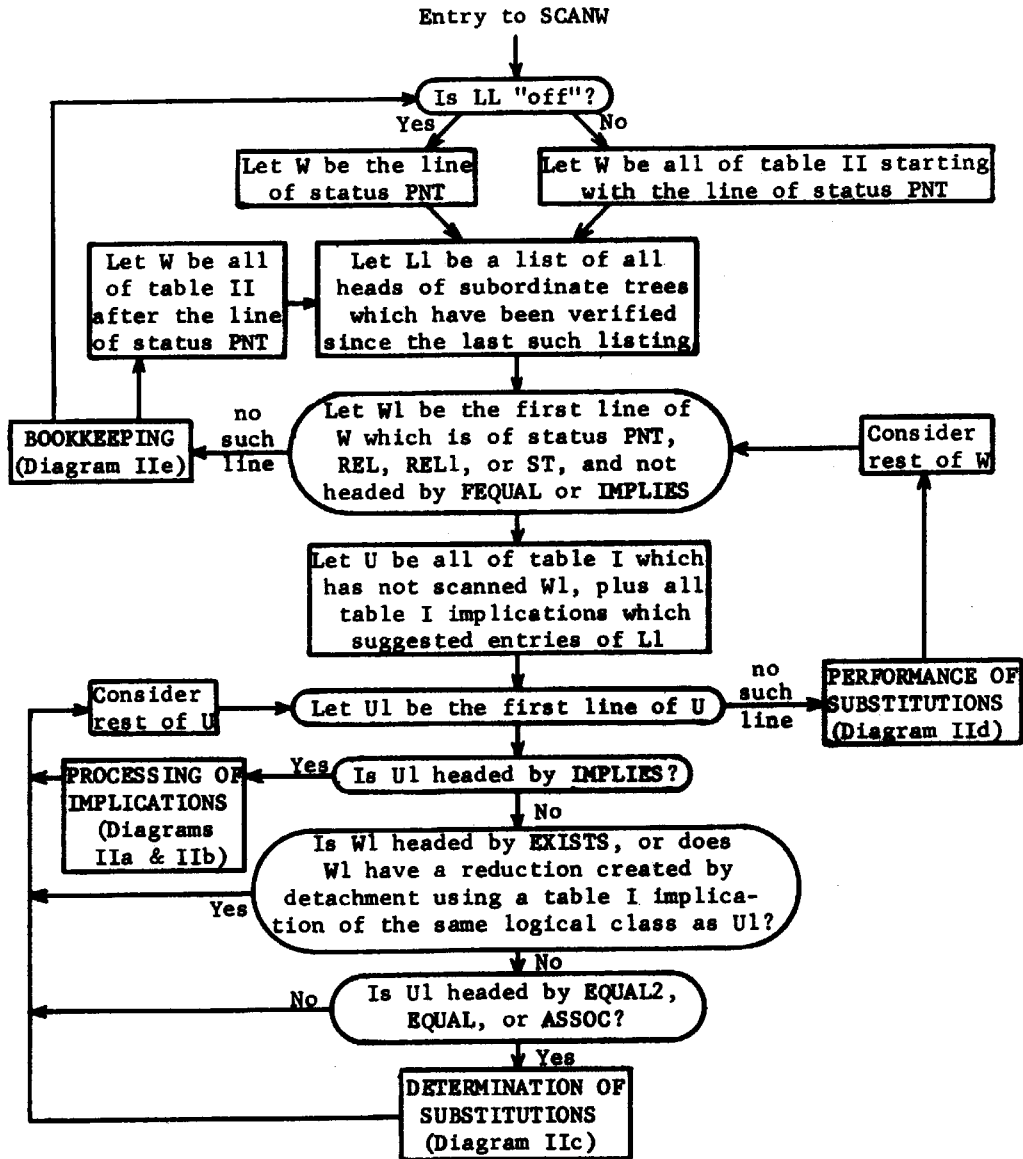 Entry to SCANW
Is LL "off"?
Yes
No
Let W be the line
of status PNT
Let W be all of table II starting
with the line of status PNT
Let W be all
of table II
after the line
of status PNT
Let L1 be a list of all
heads of subordinate trees
which have been verified
since the last such listing
BOOKKEEPING
(Diagram IIe)
no
such
line
Let W1 be the first line of
W which is of status PNT,
REL, REL1, or ST, and not
headed by FEQUAL or IMPLIES
Consider
rest of W
Let U be all of table I which
has not scanned W1, plus all
table I implications which
suggested entries of L1
Consider
rest of U
Let U1 be the first line of U
no
such
line
PERFORMANCE OF
SUBSTITUTIONS
(Diagram IId)
PROCESSING OF
IMPLICATIONS
(Diagrams
IIa & IIb)
Yes
Is U1 headed by IMPLIES?
No
Is W1 headed by EXISTS, or does
W1 have a reduction created by
detachment using a table I implica-
tion of the same logical class as U1?
Yes
No
Is U1 headed by EQUAL2,
EQUAL, or ASSOC?
No
Yes
DETERMINATION OF
SUBSTITUTIONS
(Diagram IIc)